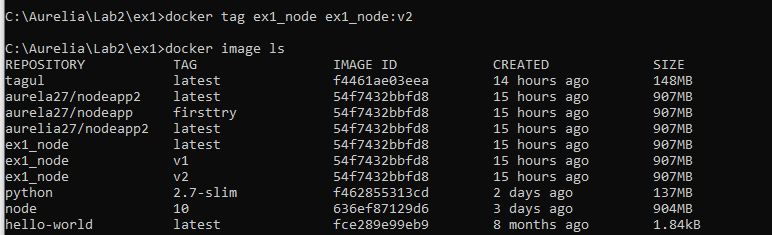 C:\Aurelia\Lab2\ex1>docker tag ex1_node ex1_node:v2
C:\Aurelia\Lab2\ex1>docker image ls
REPOSITORY TAG IMAGE ID CREATED SIZE
tagul latest f4461ae03eea 14 hours ago 148MB
aurela27/nodeapp2 latest 54f7432bbfd8 15 hours ago 907MB
aurela27/nodeapp firsttry 54f7432bbfd8 15 hours ago 907MB
aurelia27/nodeapp2 latest 54f7432bbfd8 15 hours ago 907MB
ex1_node latest 54f7432bbfd8 15 hours ago 907MB
ex1_node v1 54f7432bbfd8 15 hours ago 907MB
ex1_node v2 54f7432bbfd8 15 hours ago 907MB
python 2.7-slim f462855313cd 2 days ago 137MB
node 10 636ef87129d6 3 days ago 904MB
hello-world latest fce289e99eb9 8 months ago 1.84kB